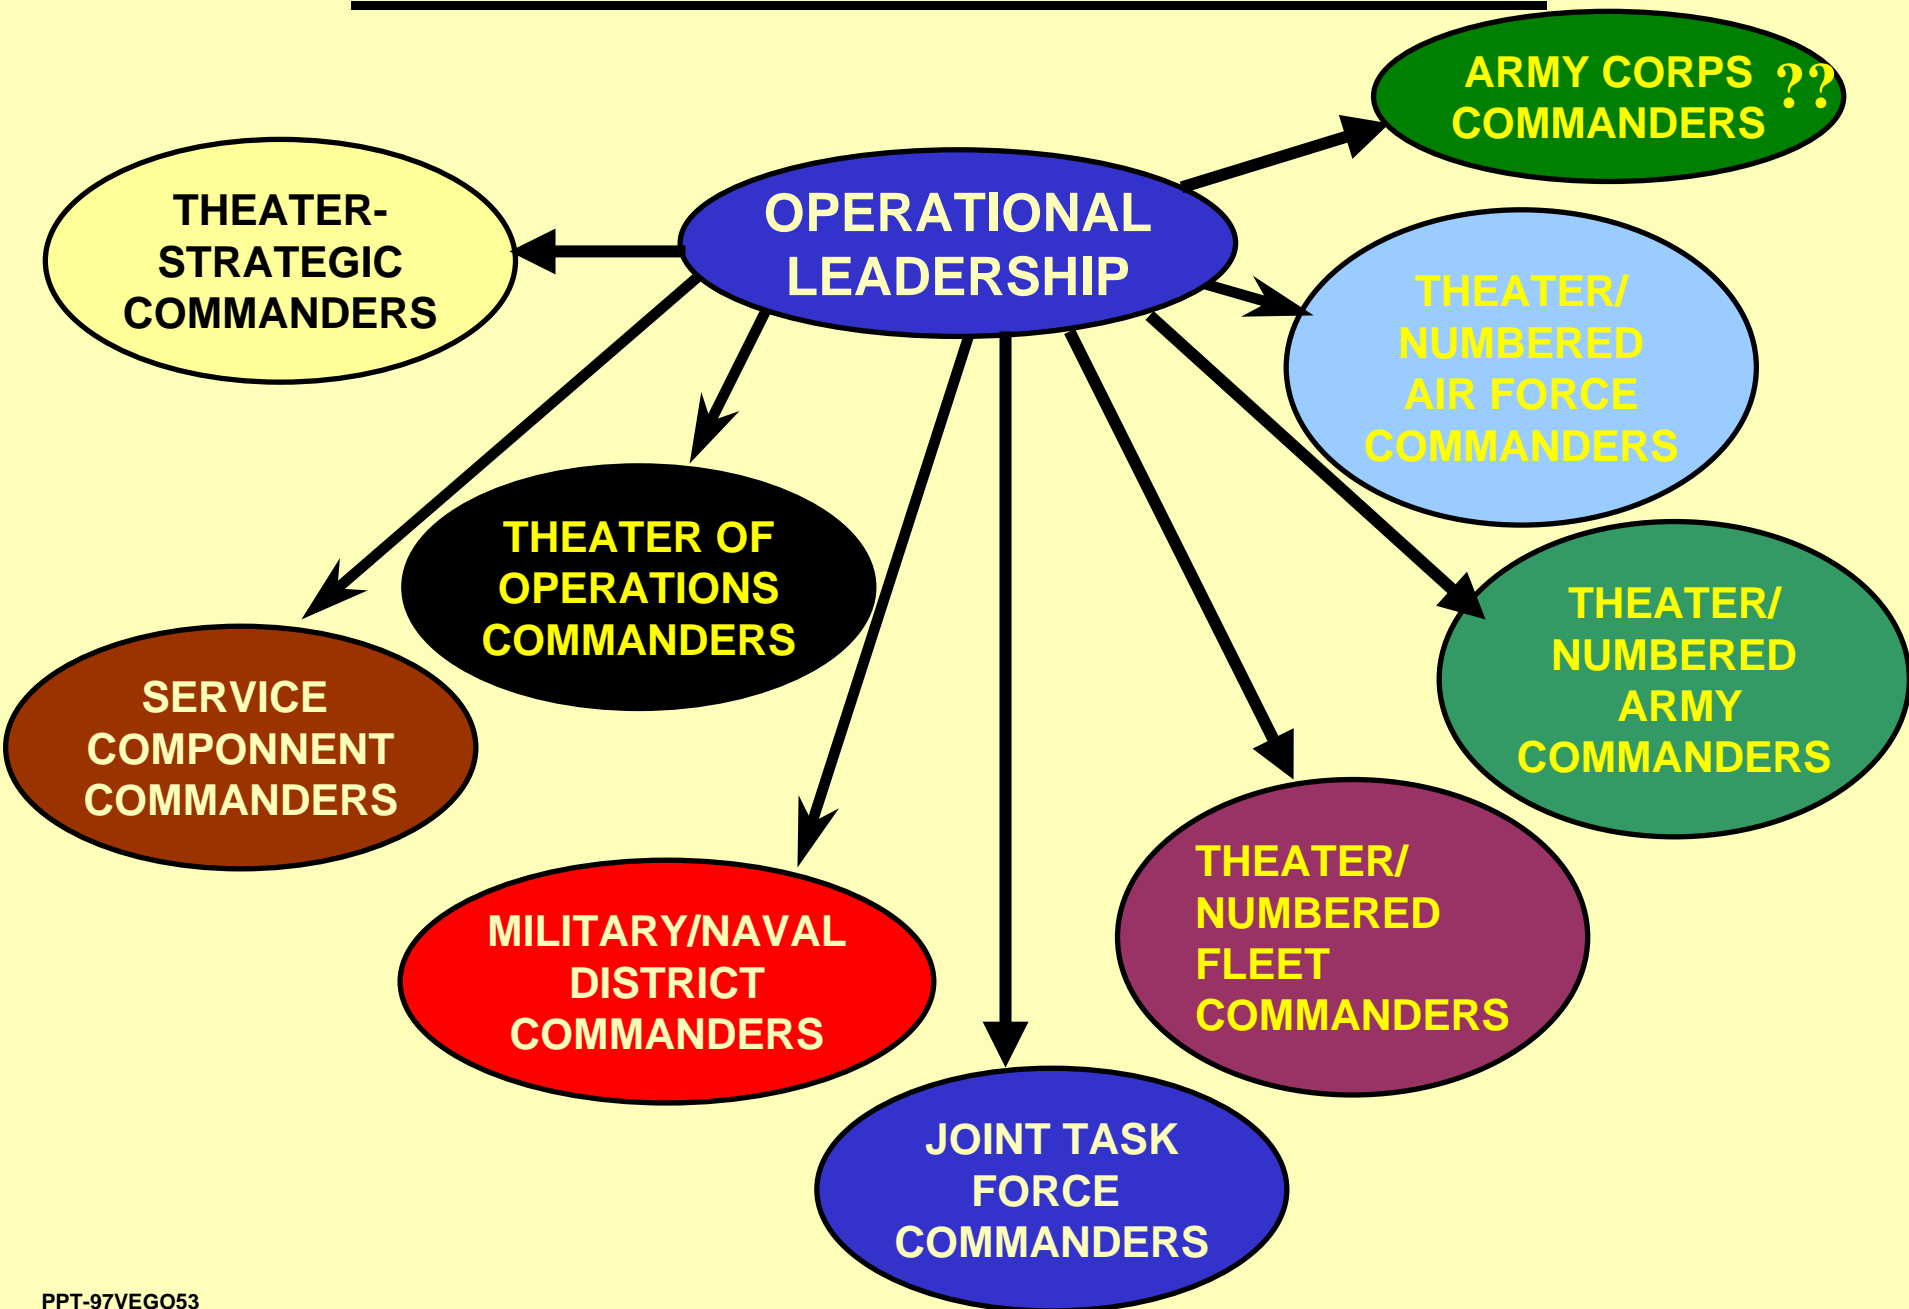 ARMY CORPS ??
COMMANDERS
OPERATIONAL
LEADERSHIP
THEATER-
STRATEGIC
COMMANDERS
THEATER/
NUMBERED
AIR FORCE
COMMANDERS
THEATER OF
OPERATIONS
COMMANDERS
THEATER/
NUMBERED
ARMY
COMMANDERS
SERVICE
COMPONNENT
COMMANDERS
THEATER/
NUMBERED
FLEET
COMMANDERS
MILITARY/NAVAL
DISTRICT
COMMANDERS
JOINT TASK
FORCE
COMMANDERS
PPT-97VEGO53